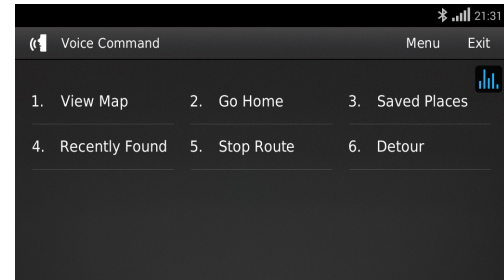 21:31
Voice Command Menu Exit
1. View Map 2. Go Home 3. Saved Places
4. Recently Found 5. Stop Route 6. Detour